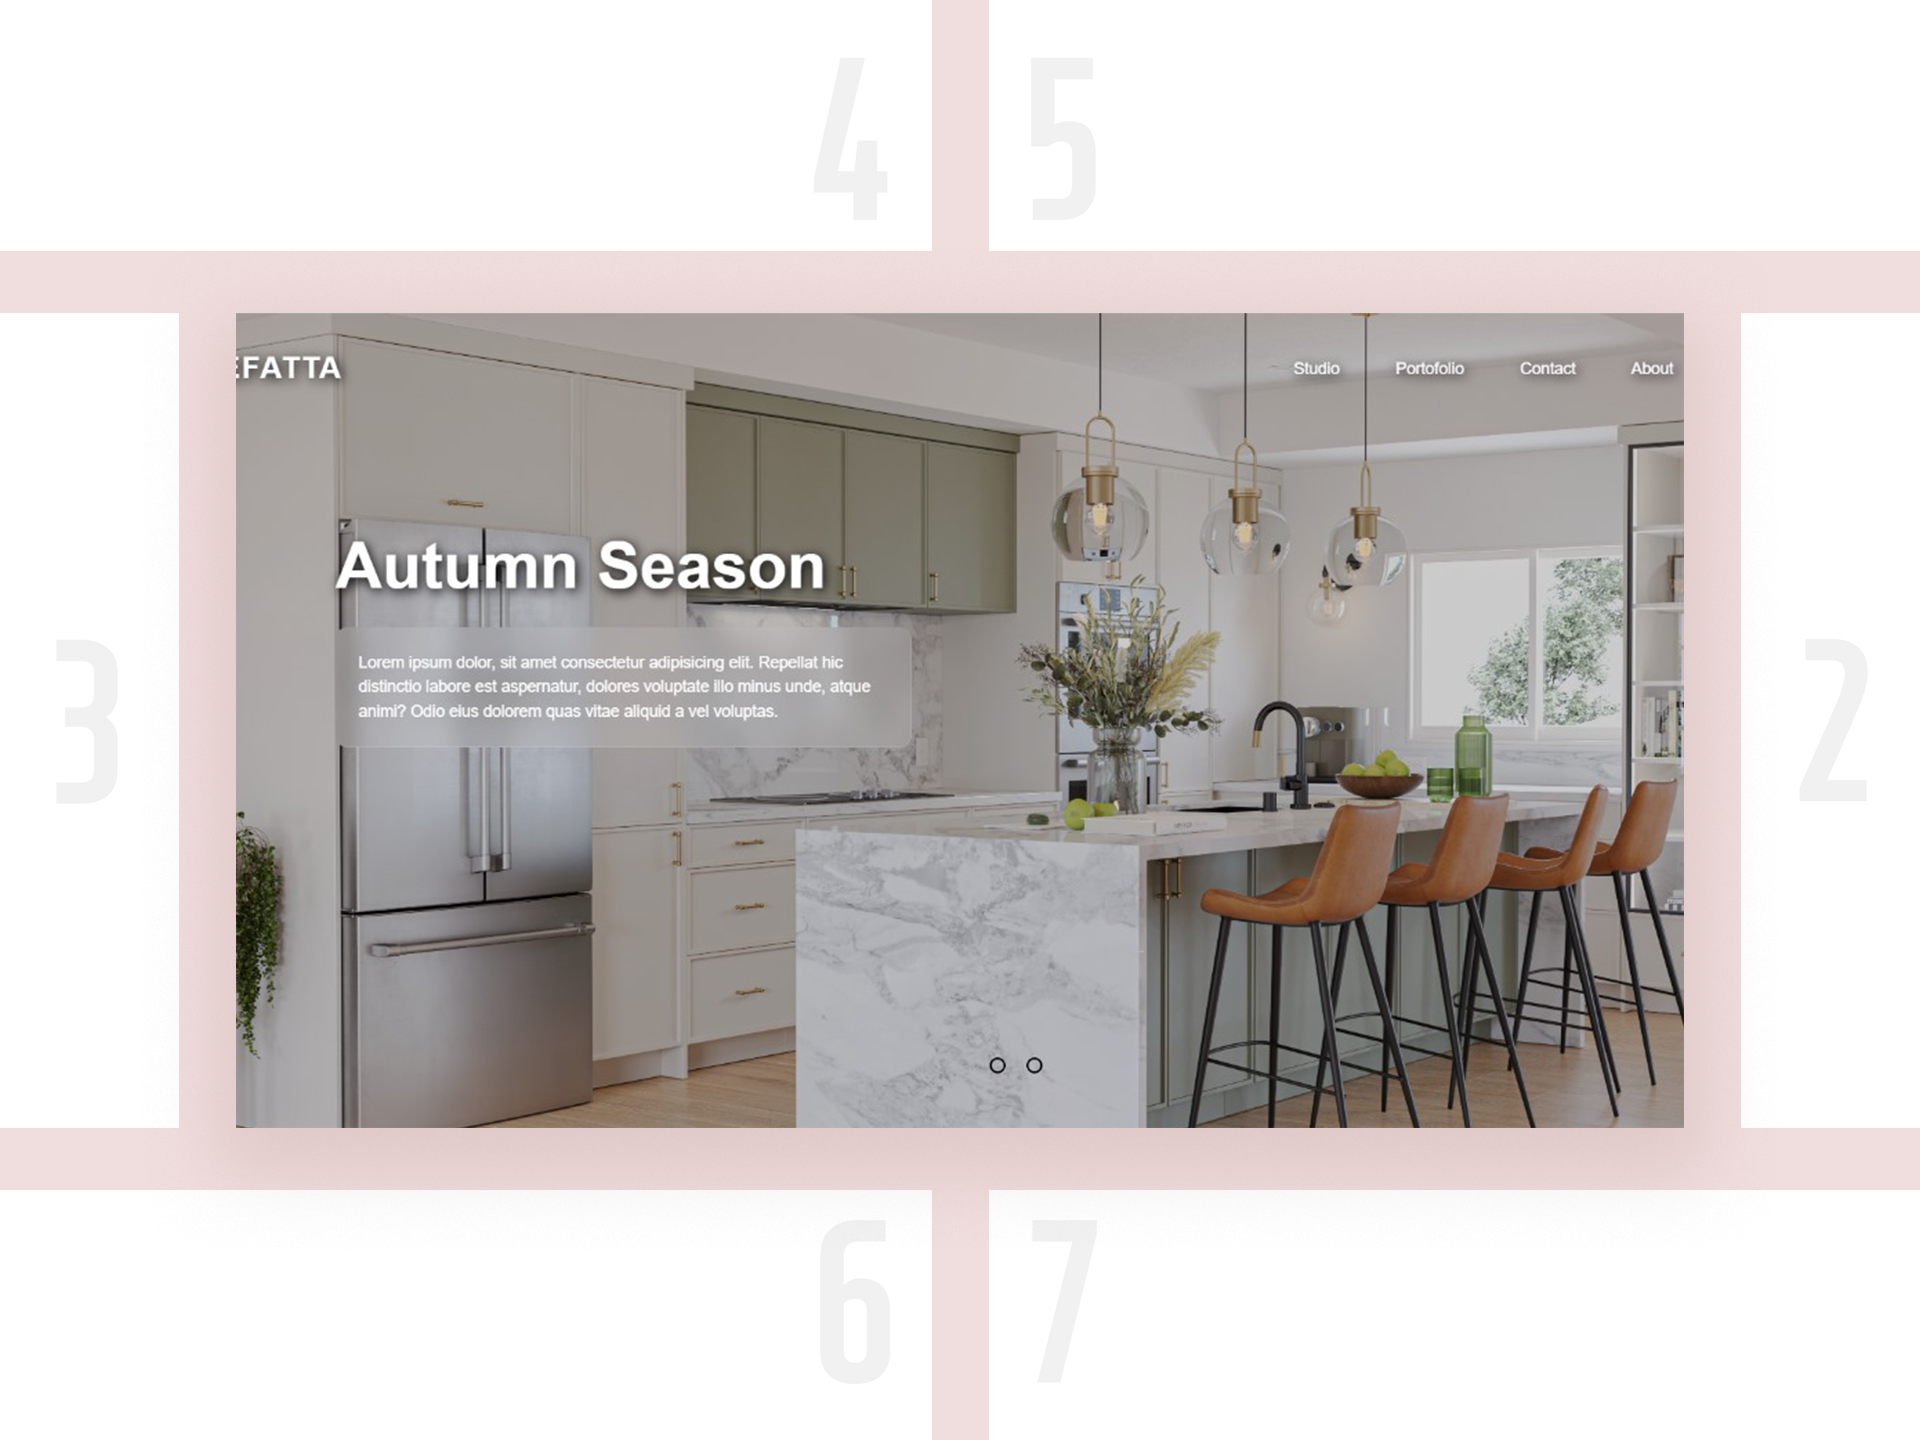 4 5
EFATTA
Studio Portofolio Contact About
Autumn Season
3
Lorem ipsum dolor, sit amet consectetur adipisicing elit. Repellat hic
distinctio labore est aspernatur, dolores voluptate illo minus unde, atque
animi? Odio eius dolorem quas vitae aliquid a vel voluptas.
2
6 7